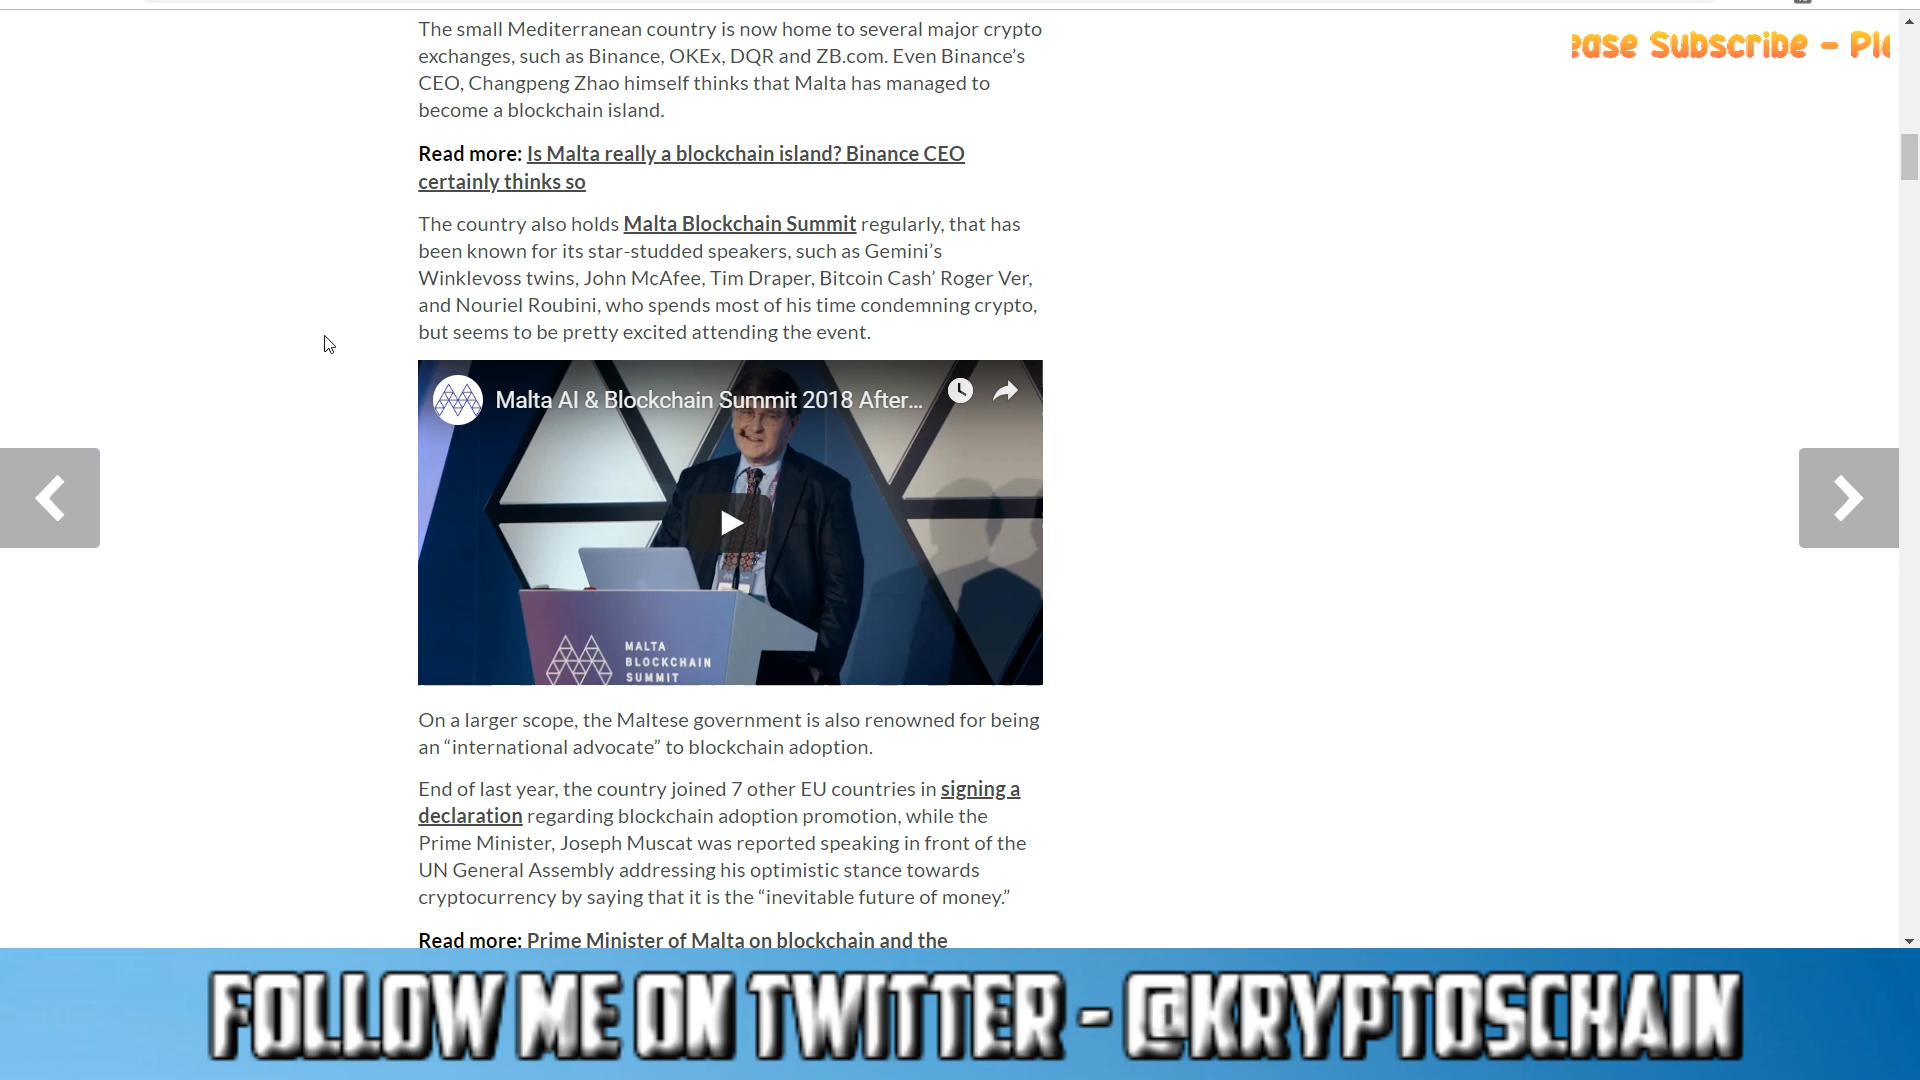 The small Mediterranean country is now home to several major crypto
exchanges, such as Binance, OKEx, DQR and ZB.com. Even Binance’s
CEO, Changpeng Zhao himself thinks that Malta has managed to
become a blockchain island.
ease Subscribe - Ple
Read more: Is Malta really a blockchain island? Binance CEO
certainly thinks so
The country also holds Malta Blockchain Summit regularly, that has
been known for its star-studded speakers, such as Gemini’s
Winklevoss twins, John McAfee, Tim Draper, Bitcoin Cash’ Roger Ver,
and Nouriel Roubini, who spends most of his time condemning crypto,
but seems to be pretty excited attending the event.
Malta AI & Blockchain Summit 2018 After...
MALTA
BLOCKCHAIN
SUMMIT
On a larger scope, the Maltese government is also renowned for being
an “international advocate” to blockchain adoption.
End of last year, the country joined 7 other EU countries in signing a
declaration regarding blockchain adoption promotion, while the
Prime Minister, Joseph Muscat was reported speaking in front of the
UN General Assembly addressing his optimistic stance towards
cryptocurrency by saying that it is the “inevitable future of money.”
Read more: Prime Minister of Malta on blockchain and the
FOLLOW ME ON TWITTER - @KRYPTOSCHAIN